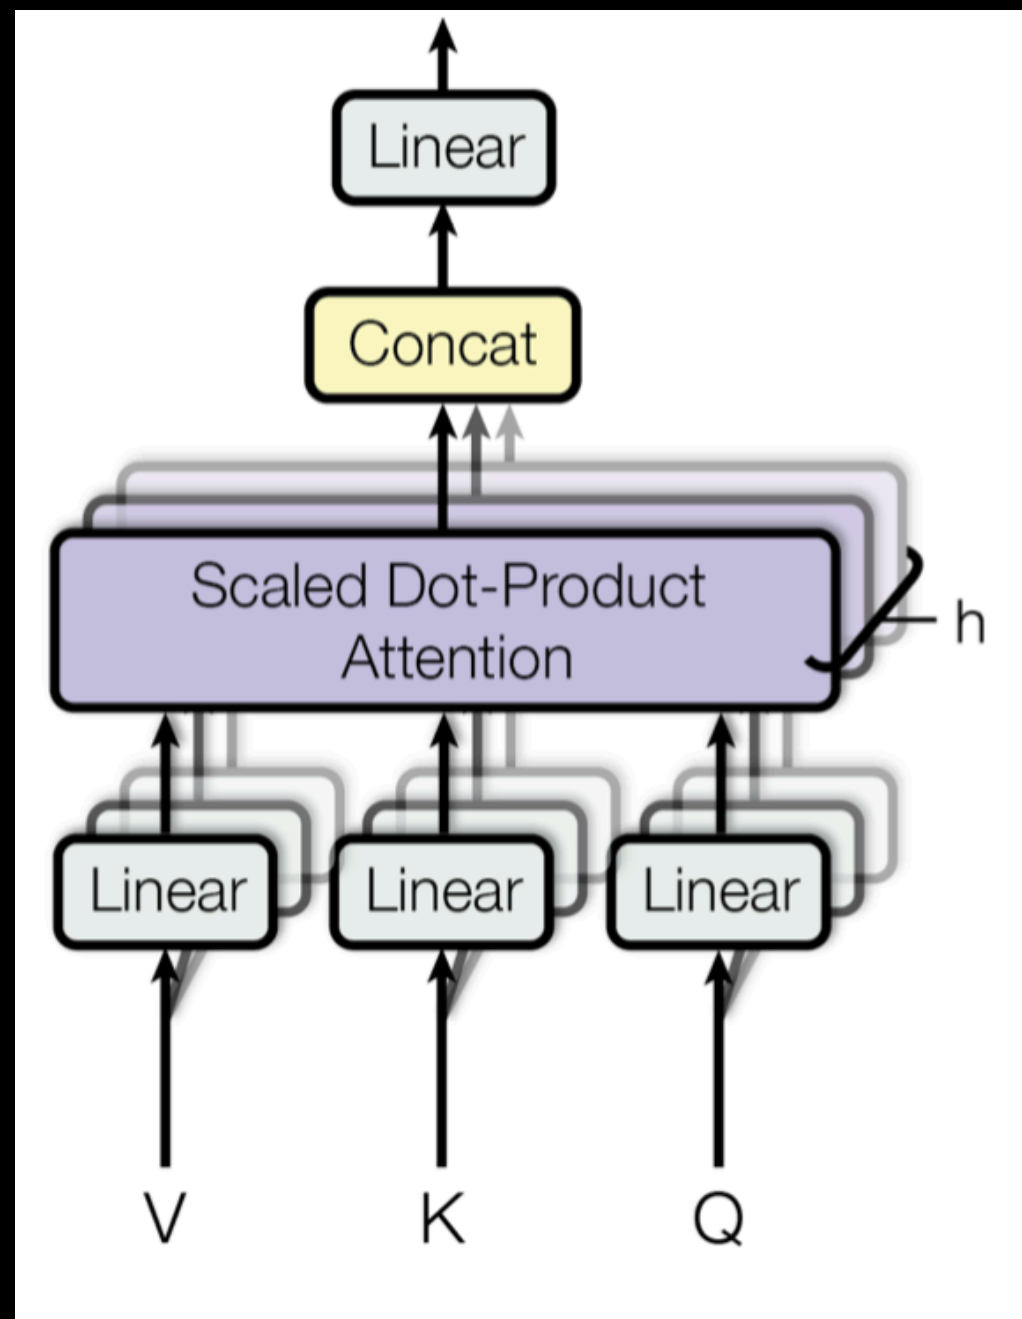 Linear
Concat
Scaled Dot-Product
Attention
h
Linear
Linear
Linear
V
K
Q